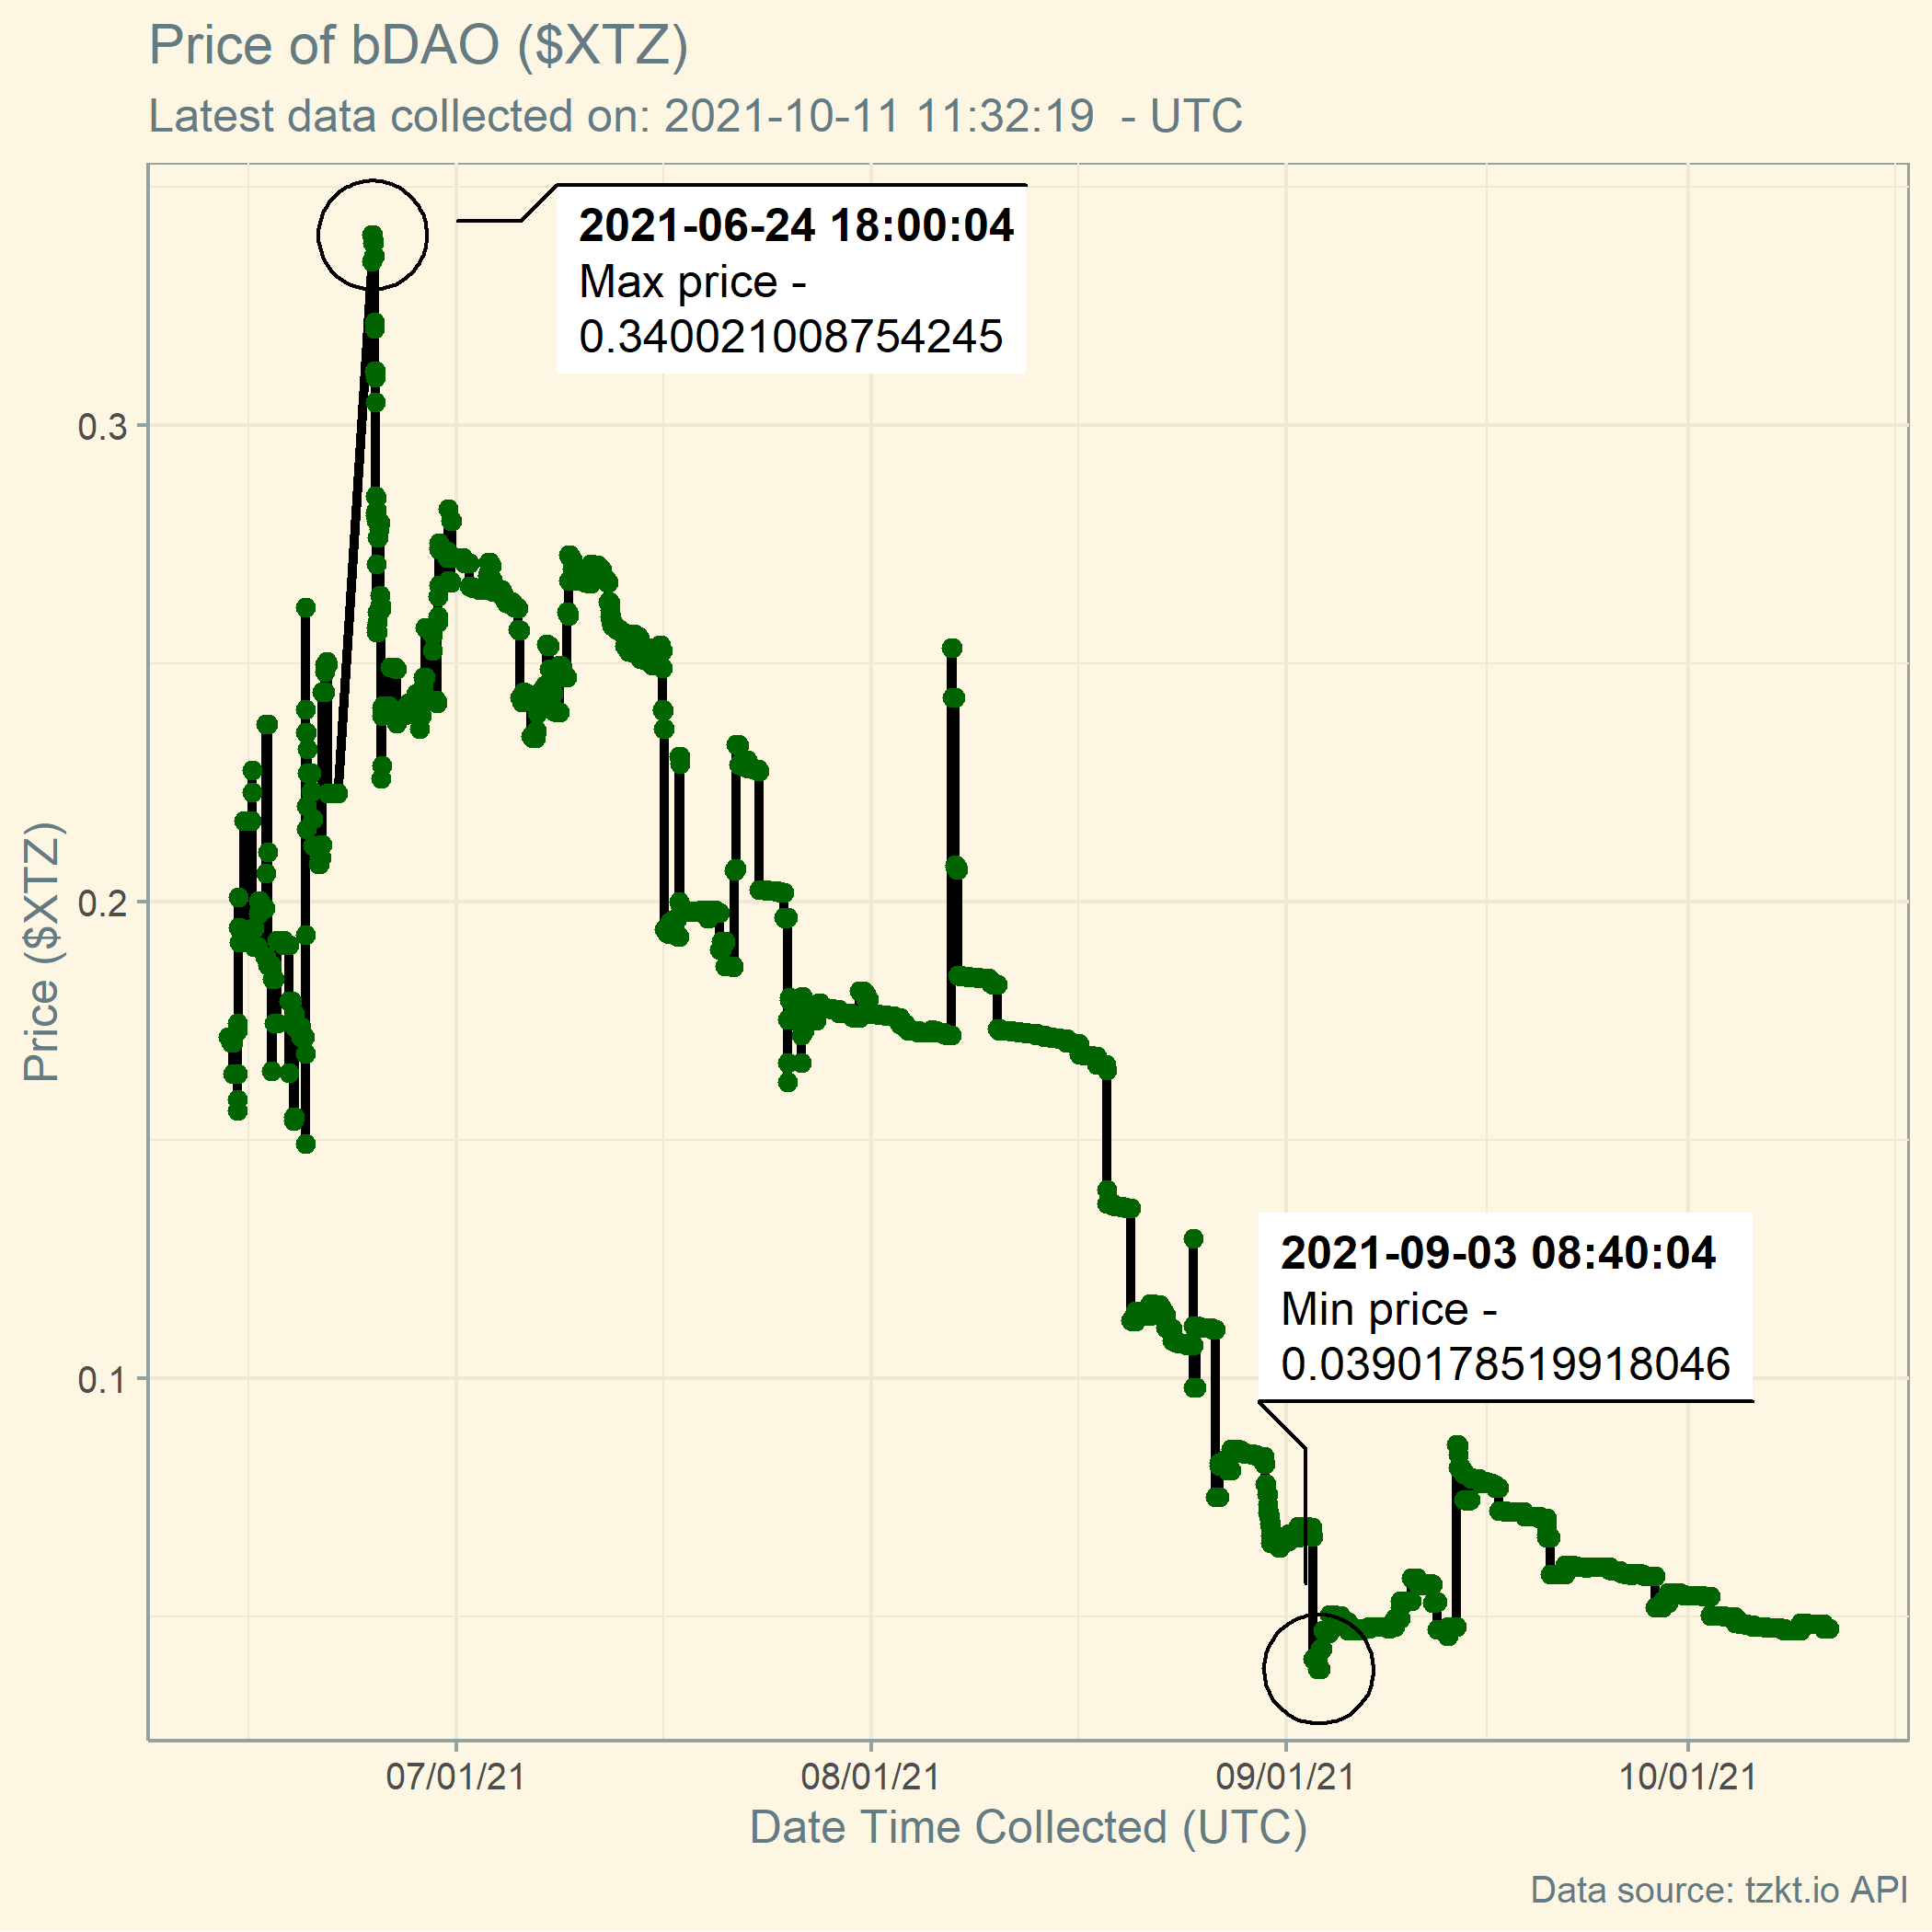 Price of bDAO ($XTZ)
Latest data collected on: 2021-10-11 11:32:19  - UTC
2021-06-24 18:00:04
Max price -
0.340021008754245
0.3
0.2
0.1
Price ($XTZ)
2021-09-03 08:40:04
Min price -
0.0390178519918046
07/01/21
08/01/21
09/01/21
10/01/21
Date Time Collected (UTC)
Data source: tzkt.io API